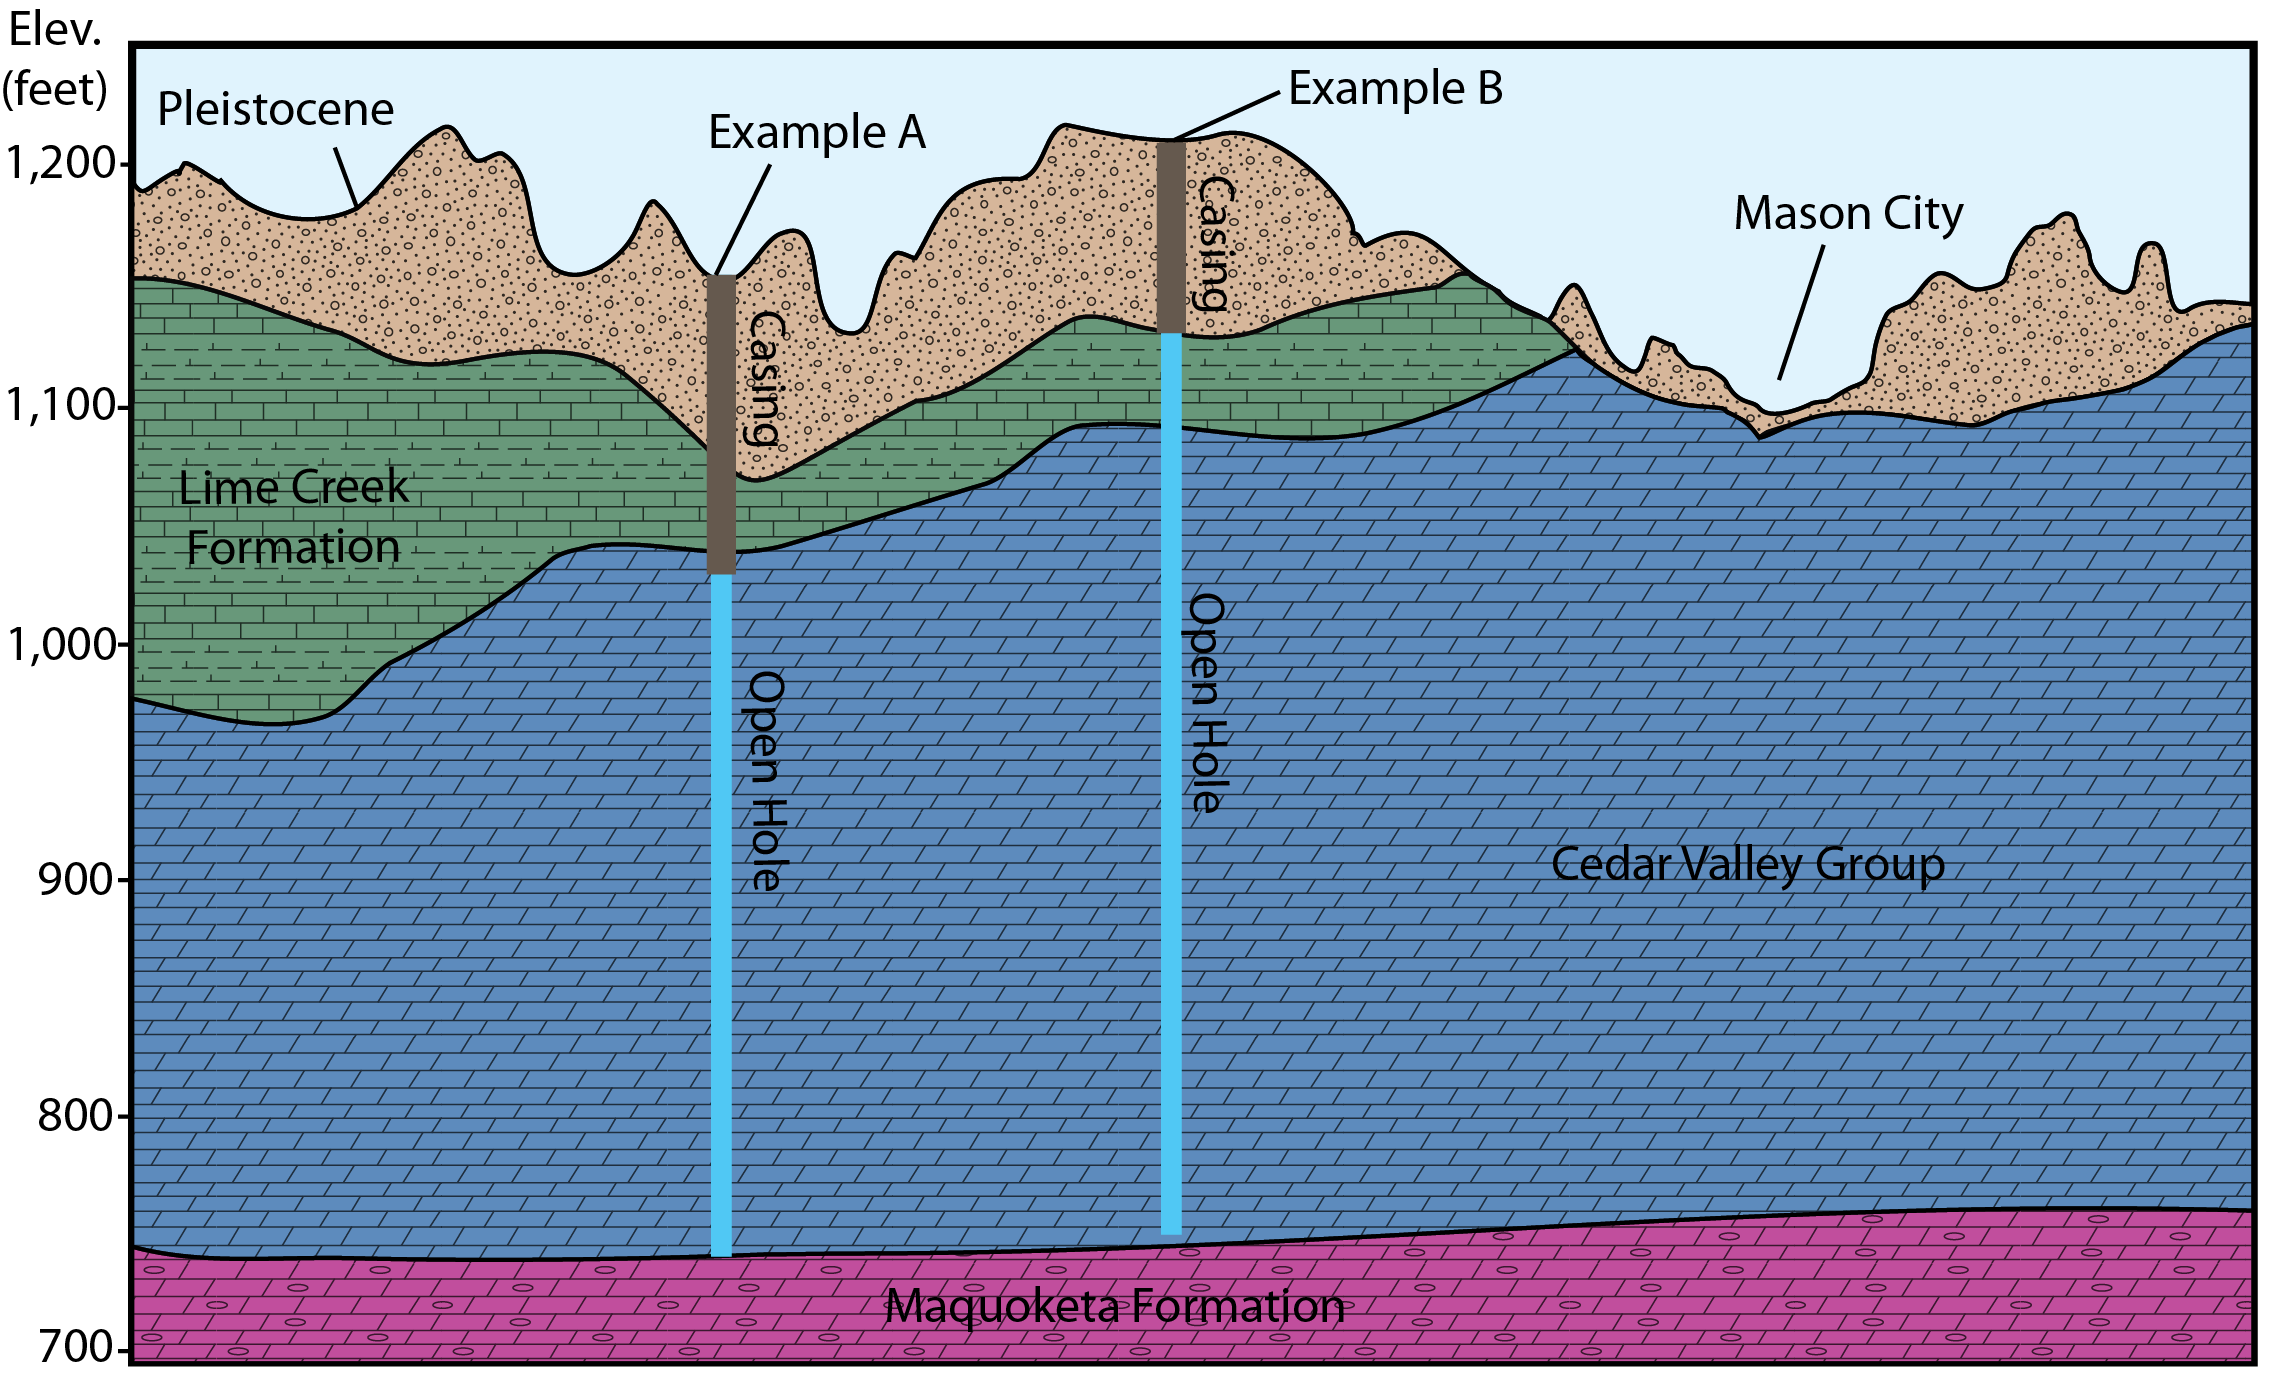 Elev.
(feet)
Pleistocene
Example A
Example B
1,200
Mason City
Casing
Casing
1,100
Lime Creek
Formation
1,000
Open Hole
Open Hole
900
Cedar Valley Group
800
Maquoketa Formation
700